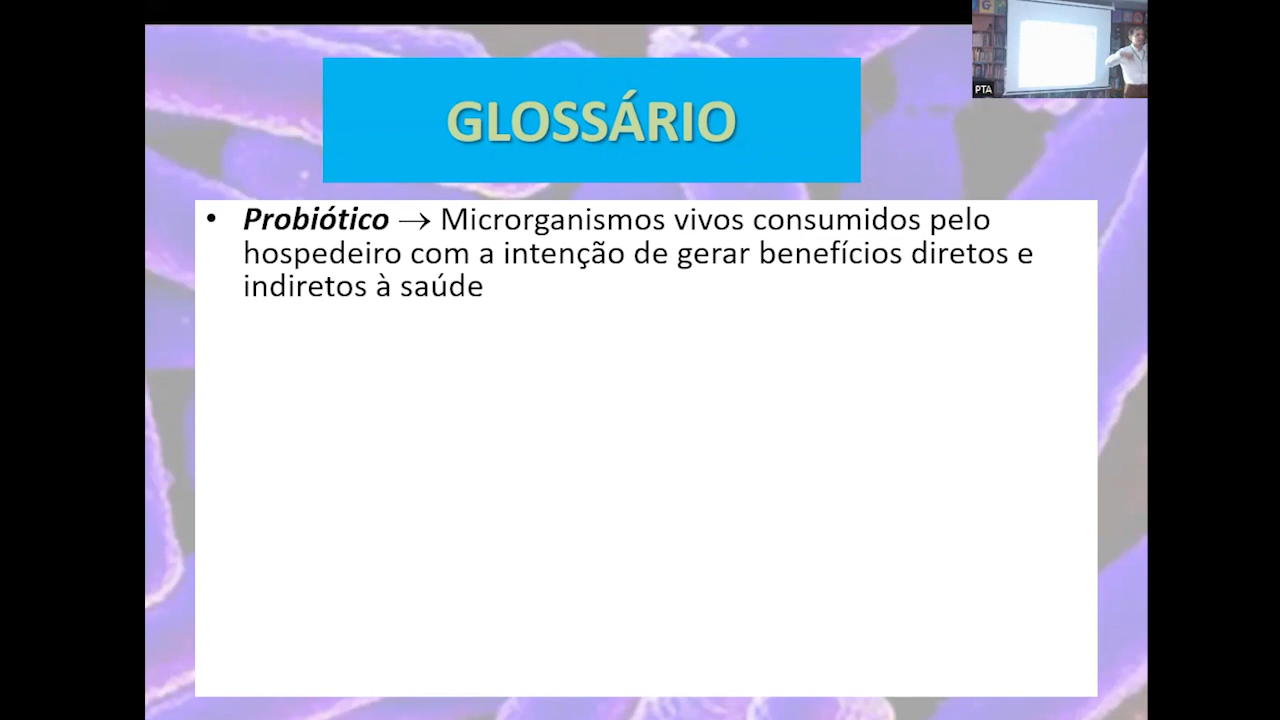 GLOSSÁRIO
• Probiótico → Microrganismos vivos consumidos pelo
hospedeiro com a intenção de gerar benefícios diretos e
indiretos à saúde
PTA